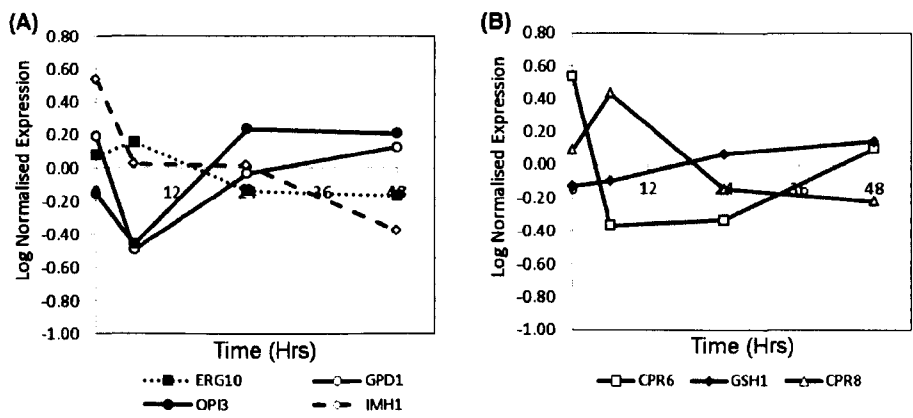 (A)
0.80
0.60
0.40
0.20
0.00
-0.20
-0.40
-0.60
-0.80
-1.00
Log Normalised Expression
12
24
36
48
Time (Hrs)
ERG10
GPD1
OPI3
IMH1
(B)
0.80
0.60
0.40
0.20
0.00
-0.20
-0.40
-0.60
-0.80
-1.00
Log Normalised Expression
12
24
36
48
Time (Hrs)
CPR6
GSH1
CPR8